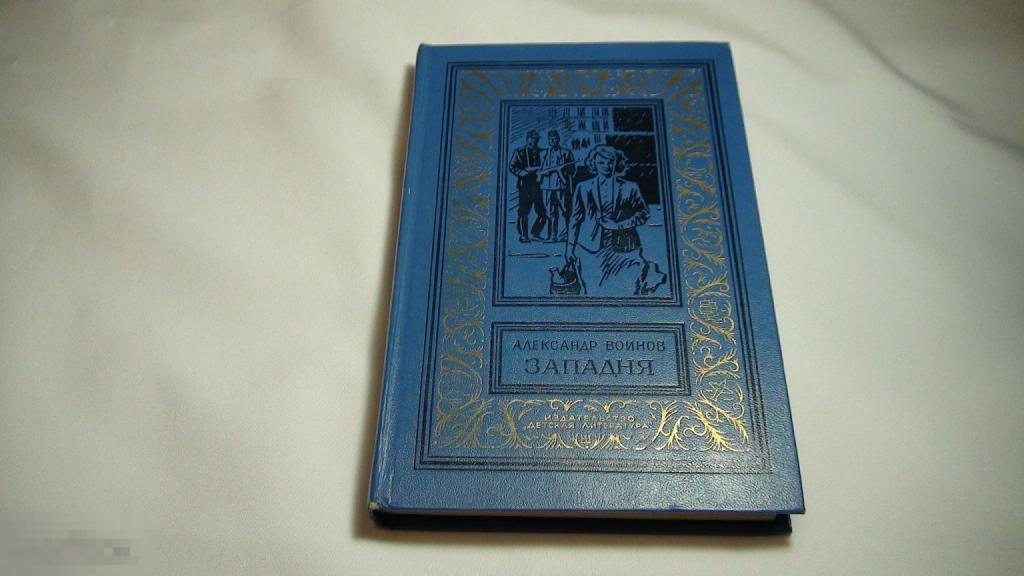 АЛЕКСАНДР ВОИНОВ
ЗАПАДНЯ
ИЗДАТЕЛЬСТВО
„ДЕТСКАЯ ЛИТЕРАТУРА“